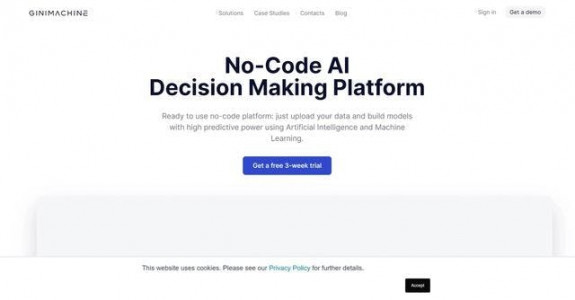 GINIMACHINE Solutions Case Studies Contacts Blog Sign in Get a demo
No-Code AI
Decision Making Platform
Ready to use no-code platform: just upload your data and build models
with high predictive power using Artificial Intelligence and Machine
Learning.
Get a free 3-week trial
This website uses cookies. Please see our Privacy Policy for further details.
Accept